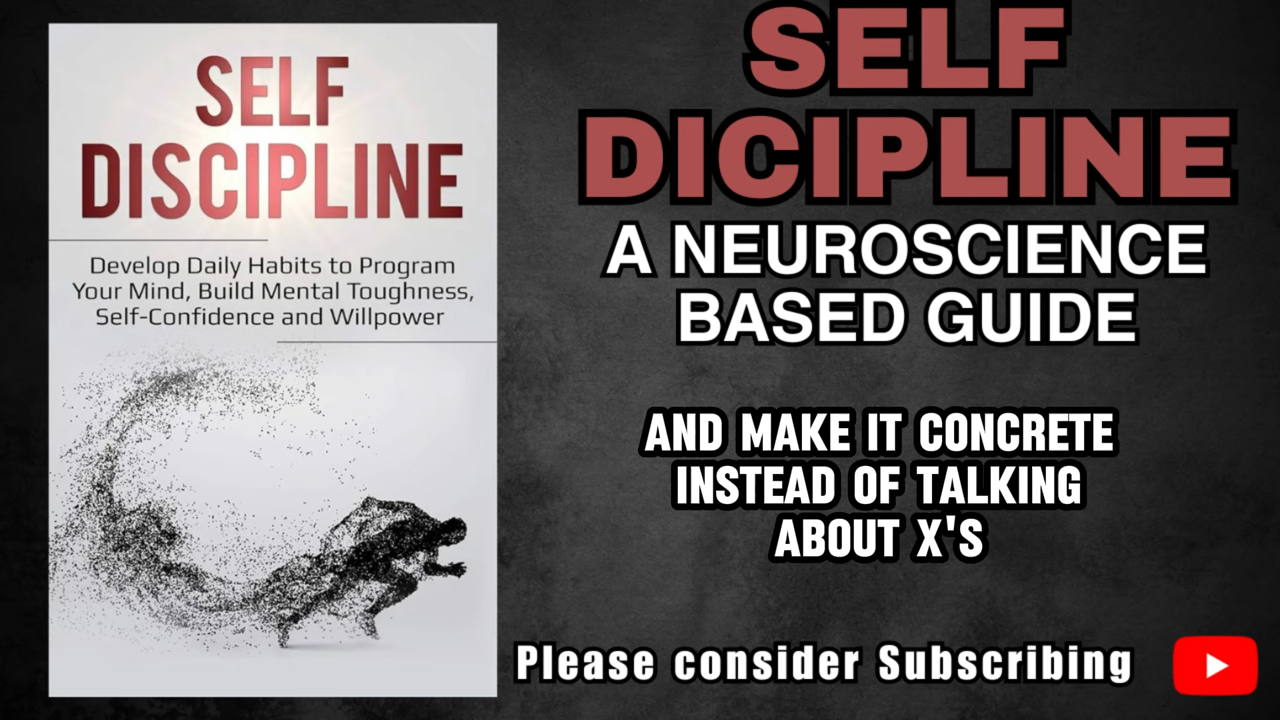 SELF
DISCIPLINE
Develop Daily Habits to Program
Your Mind, Build Mental Toughness,
Self-Confidence and Willpower
SELF
DICIPLINE
A NEUROSCIENCE
BASED GUIDE
AND MAKE IT CONCRETE
INSTEAD OF TALKING
ABOUT X'S
Please consider Subscribing